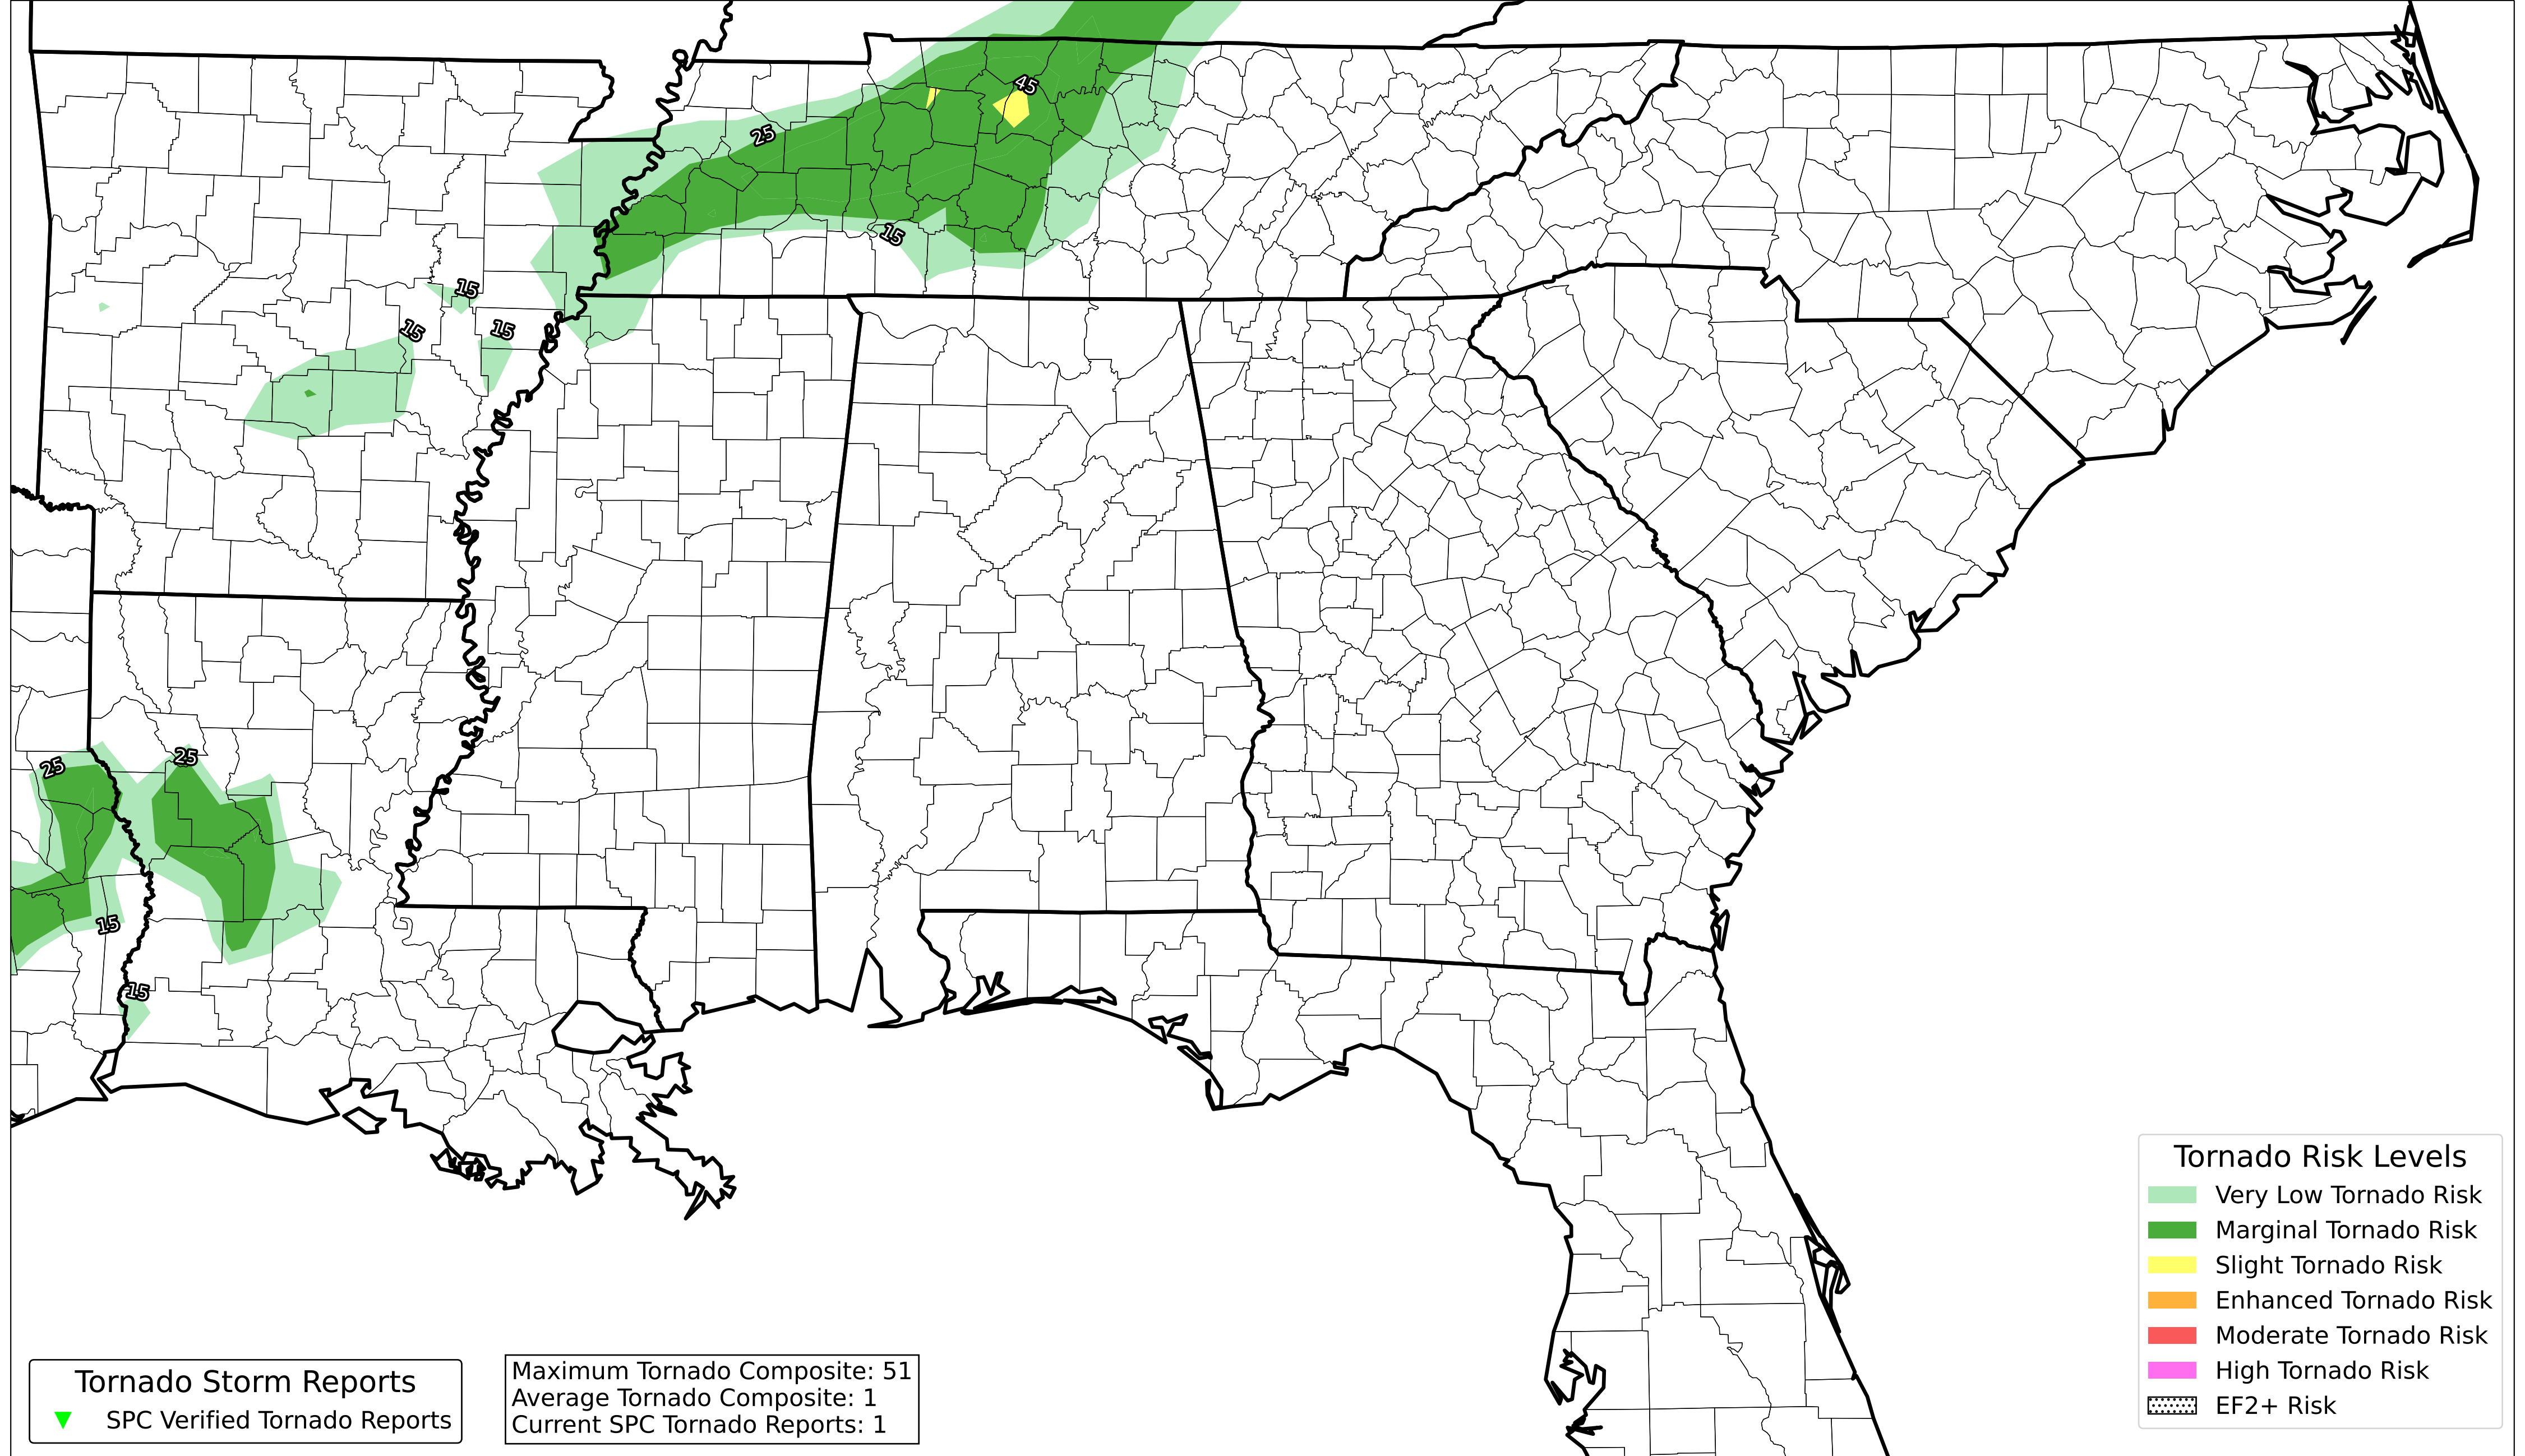 45
25
15
15
15
15
25
25
15
15
Tornado Risk Levels
Very Low Tornado Risk
Marginal Tornado Risk
Slight Tornado Risk
Enhanced Tornado Risk
Moderate Tornado Risk
High Tornado Risk
EF2+ Risk
Tornado Storm Reports
SPC Verified Tornado Reports
Maximum Tornado Composite: 51
Average Tornado Composite: 1
Current SPC Tornado Reports: 1